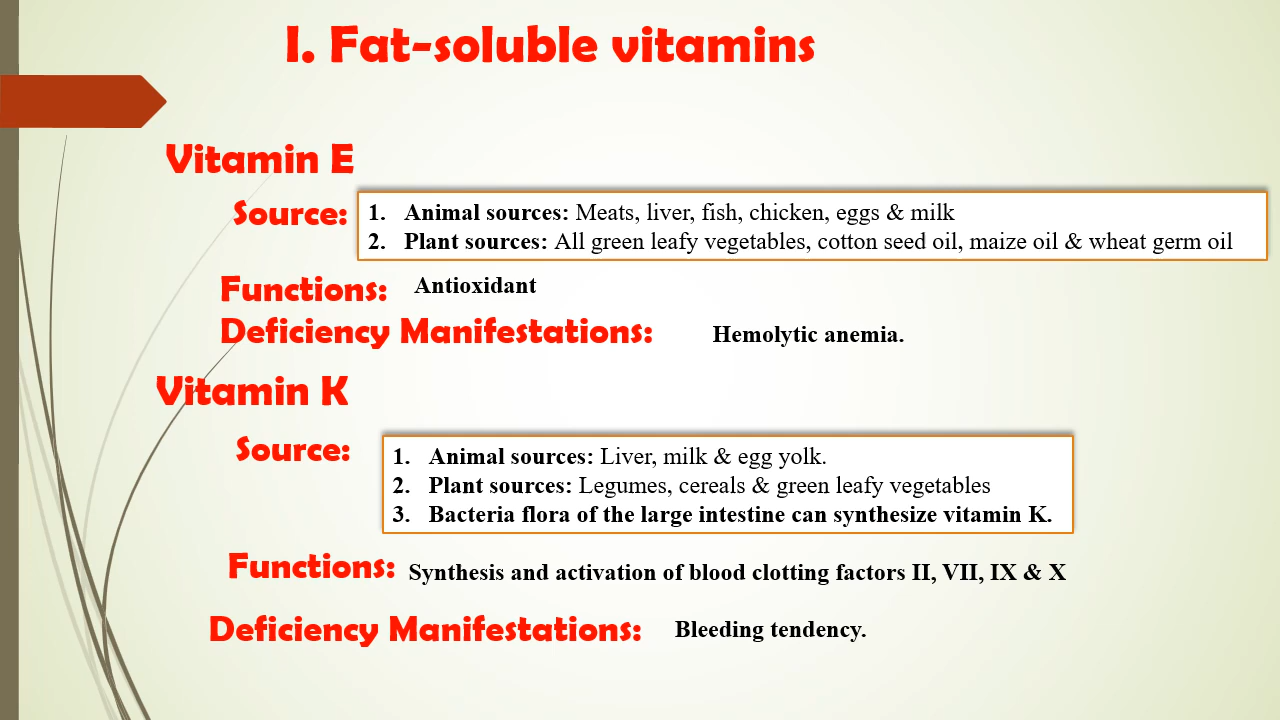 I. Fat-soluble vitamins
Vitamin E
Source:
1. Animal sources: Meats, liver, fish, chicken, eggs & milk
2. Plant sources: All green leafy vegetables, cotton seed oil, maize oil & wheat germ oil
Functions: Antioxidant
Deficiency Manifestations: Hemolytic anemia.
Vitamin K
Source:
1. Animal sources: Liver, milk & egg yolk.
2. Plant sources: Legumes, cereals & green leafy vegetables
3. Bacteria flora of the large intestine can synthesize vitamin K.
Functions: Synthesis and activation of blood clotting factors II, VII, IX & X
Deficiency Manifestations: Bleeding tendency.